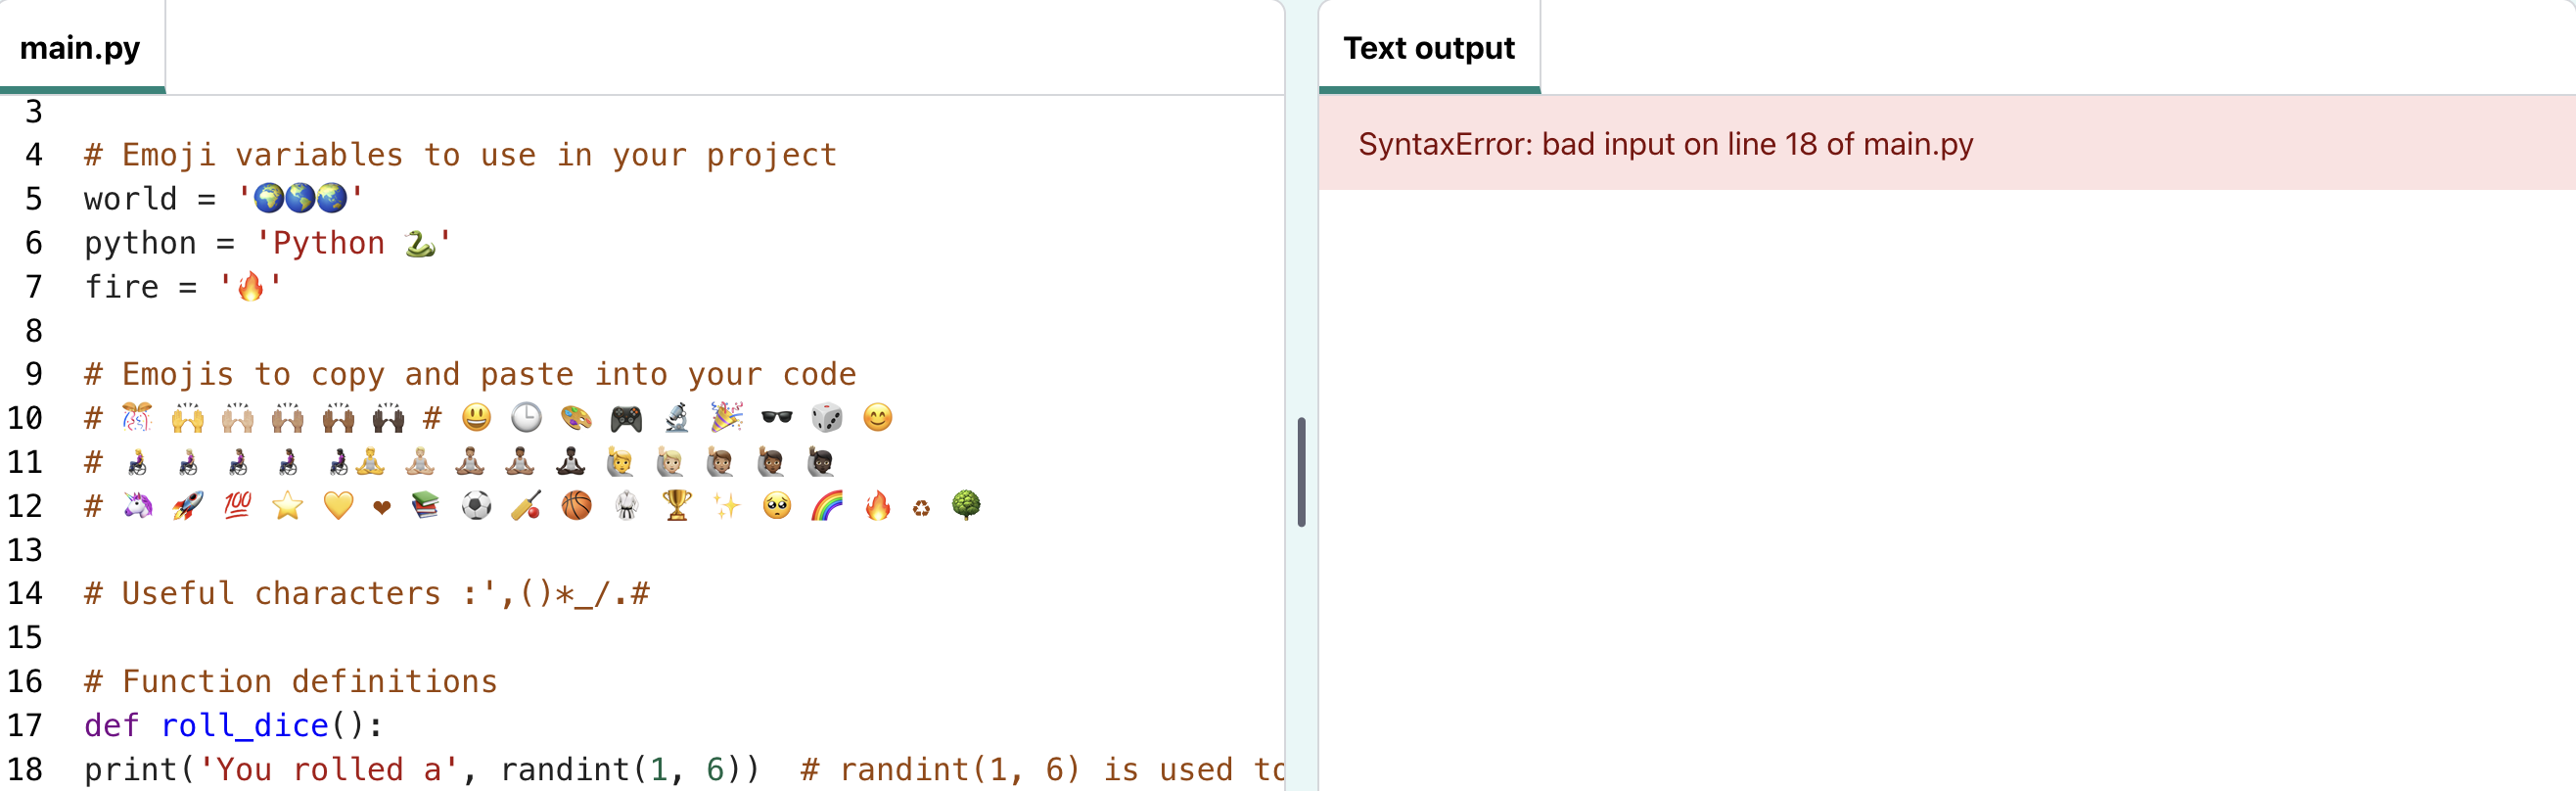 main.py
3
4 # Emoji variables to use in your project
5 world = '🌍🌎🌏'
6 python = 'Python 🐍'
7 fire = '🔥'
8
9 # Emojis to copy and paste into your code
10 # 🎊 🙌 🙌🏼 🙌🏽 🙌🏾 🙌🏿 # 😃 🕒 🎨 🎮 🔬 🎉 🕶️ 🎲 😊
11 # 👩‍🦽 👩🏼‍🦽 👩🏽‍🦽 👩🏾‍🦽 👩🏿‍🦽🧘 🧘🏼 🧘🏽 🧘🏾 🧘🏿 🙋 🙋🏼 🙋🏽 🙋🏾 🙋🏿
12 # 🦄 🚀 💯 ⭐ 💛 ❤ 📚 ⚽ 🏏 🏀 🥋 🏆 ✨ 🥺 🌈 🔥 ♻ 🌳
13
14 # Useful characters :',()*_/.#
15
16 # Function definitions
17 def roll_dice():
18 print('You rolled a', randint(1, 6))  # randint(1, 6) is used to
Text output
SyntaxError: bad input on line 18 of main.py